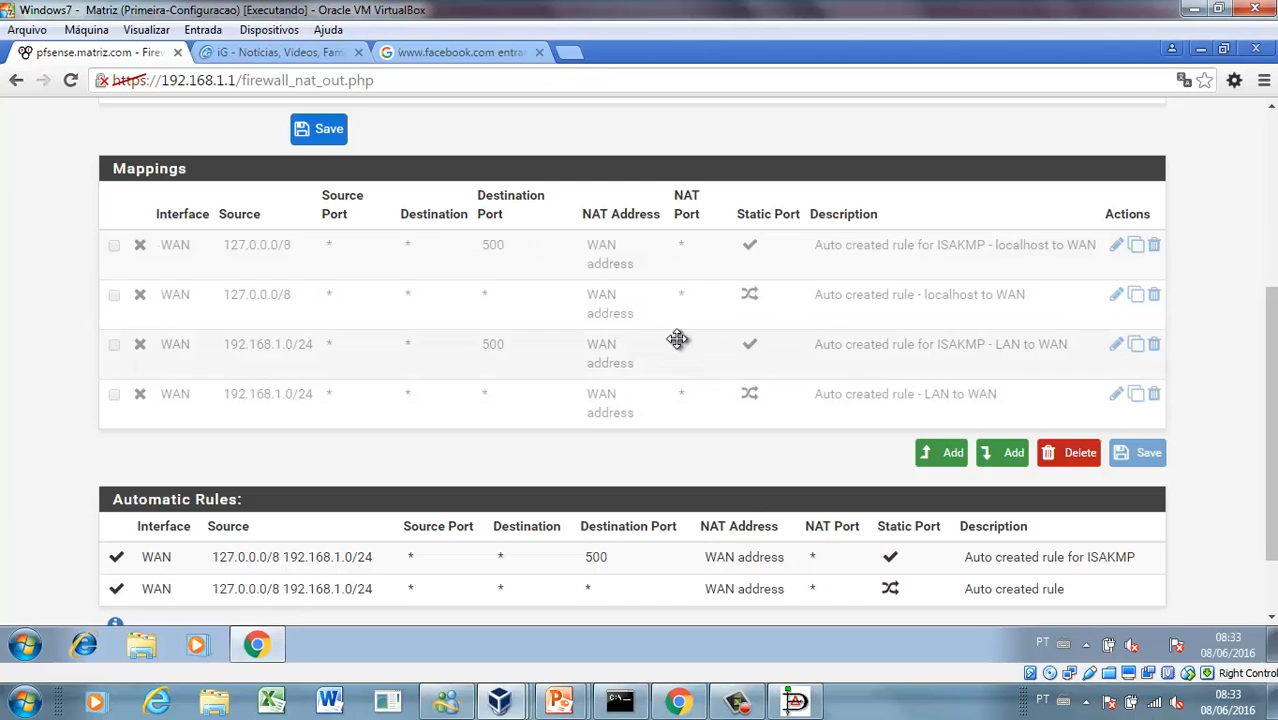 Windows7 - Matriz (Primeira-Configuracao) [Executando] - Oracle VM VirtualBox
Arquivo Máquina Visualizar Entrada Dispositivos Ajuda
pfsense.matriz.com - Firew iG - Notícias, Vídeos, Fam www.facebook.com entra
https://192.168.1.1/firewall_nat_out.php
Save
Mappings
Interface Source Source Port Destination Destination Port NAT Address NAT Port Static Port Description Actions
WAN 127.0.0.0/8 * * 500 WAN address * Auto created rule for ISAKMP - localhost to WAN
WAN 127.0.0.0/8 * * * WAN address * Auto created rule - localhost to WAN
WAN 192.168.1.0/24 * * 500 WAN address Auto created rule for ISAKMP - LAN to WAN
WAN 192.168.1.0/24 * * * WAN address * Auto created rule - LAN to WAN
Add Add Delete Save
Automatic Rules:
Interface Source Source Port Destination Destination Port NAT Address NAT Port Static Port Description
WAN 127.0.0.0/8 192.168.1.0/24 * * 500 WAN address * Auto created rule for ISAKMP
WAN 127.0.0.0/8 192.168.1.0/24 * * * WAN address * Auto created rule
PT 08:33
08/06/2016
Right Control
PT 08:33
08/06/2016